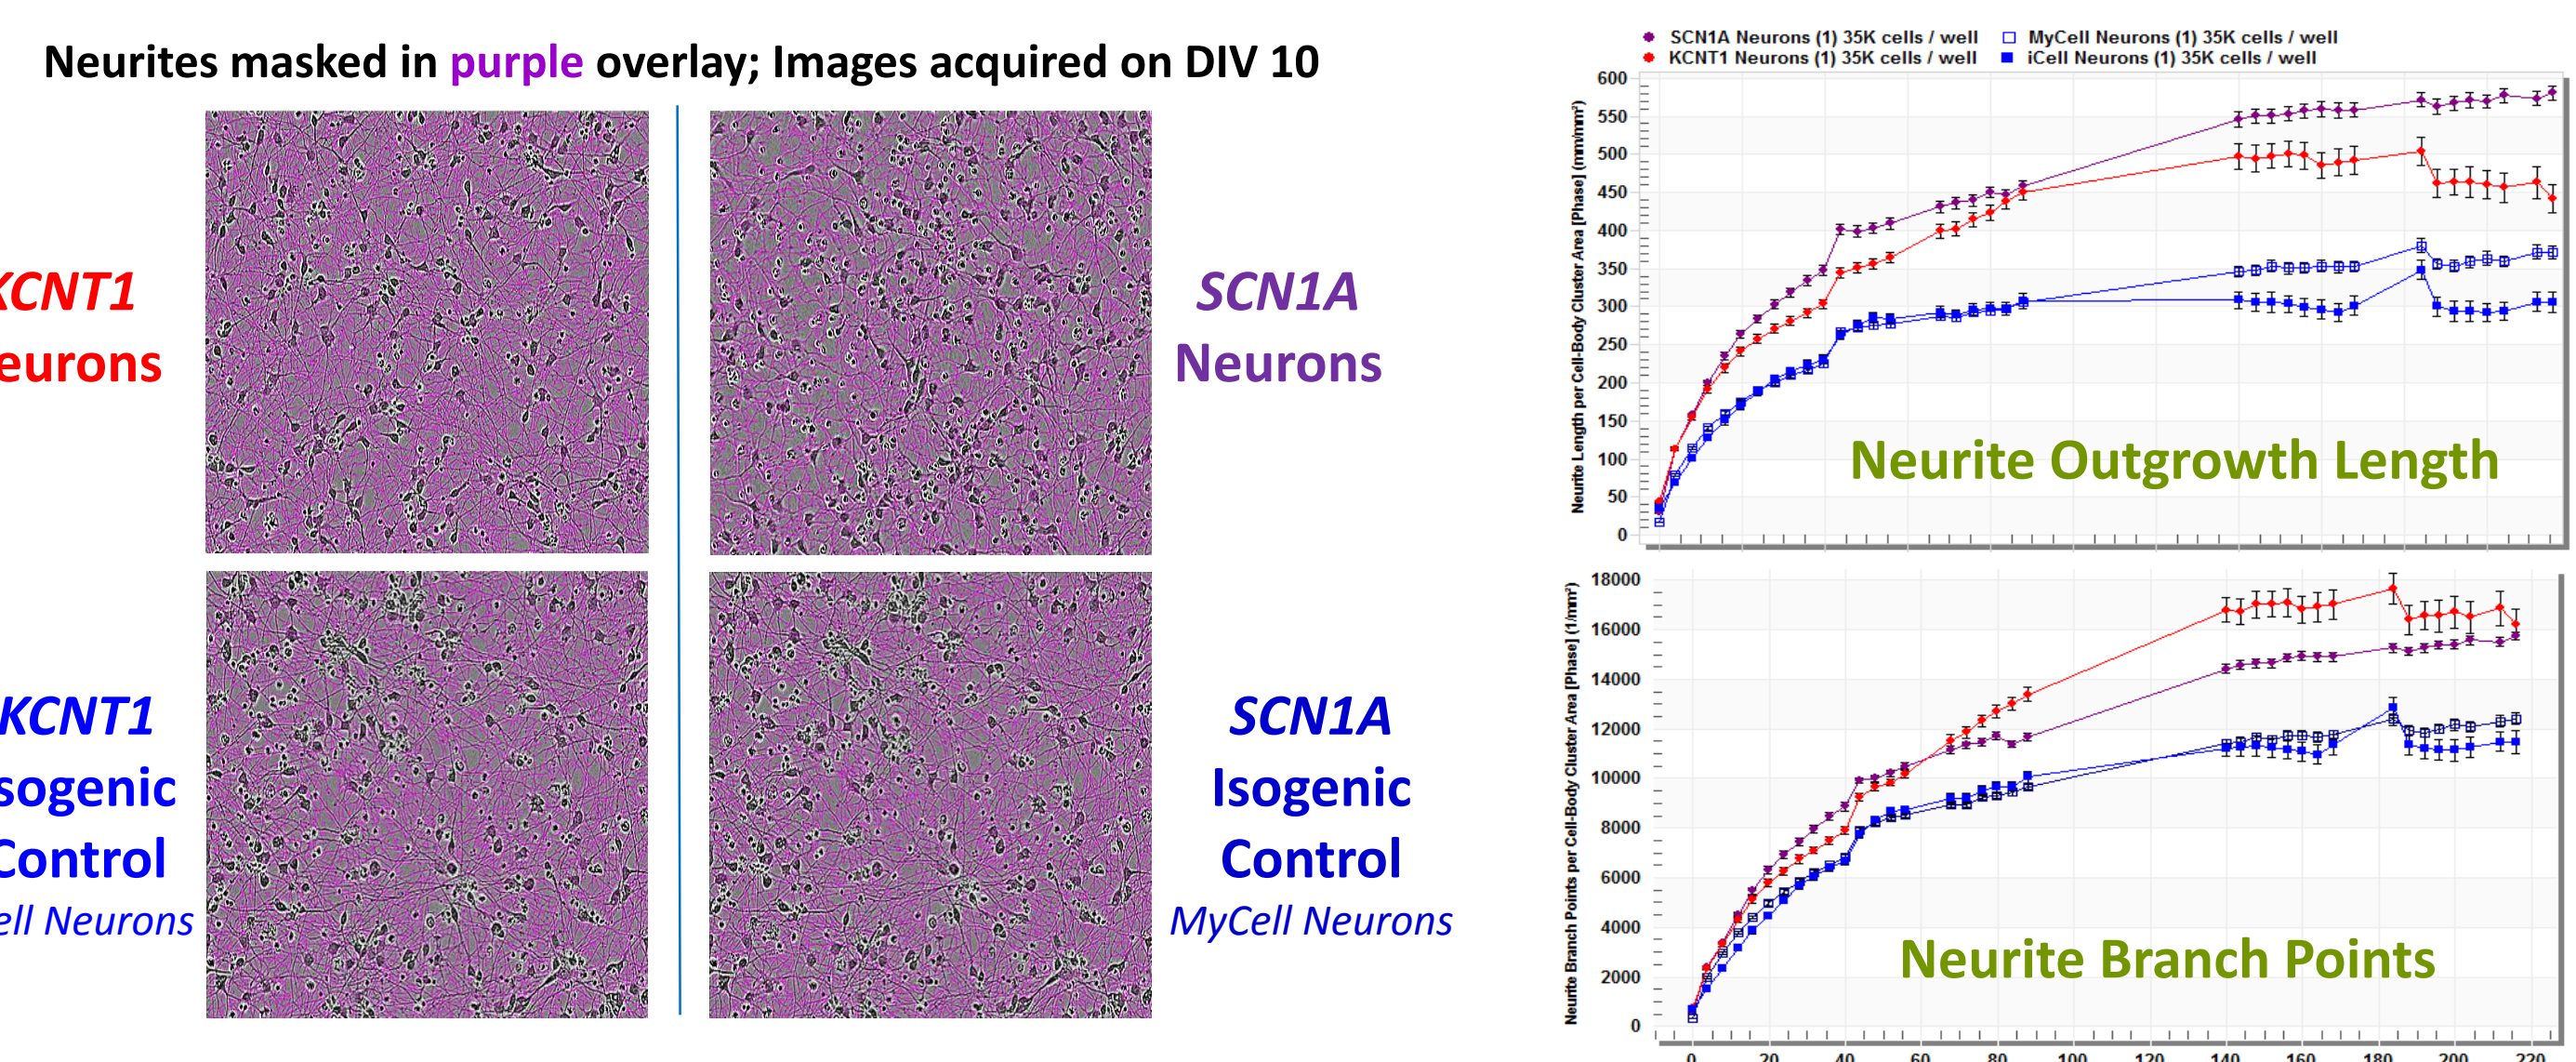 Neurites masked in purple overlay; Images acquired on DIV 10
KCNT1
eurons
SCN1A
Neurons
KCNT1
sogenic
Control
ell Neurons
SCN1A
Isogenic
Control
MyCell Neurons
SCN1A Neurons (1) 35K cells / well
MyCell Neurons (1) 35K cells / well
KCNT1 Neurons (1) 35K cells / well
iCell Neurons (1) 35K cells / well
Neurite Length per Cell-Body Cluster Area [Phase] (mm/mm²)
600
550
500
450
400
350
300
250
200
150
100
50
0
Neurite Outgrowth Length
Neurite Branch Points per Cell-Body Cluster Area [Phase] (1/mm²)
18000
16000
14000
12000
10000
8000
6000
4000
2000
0
Neurite Branch Points
0 20 40 60 80 100 120 140 160 180 200 220